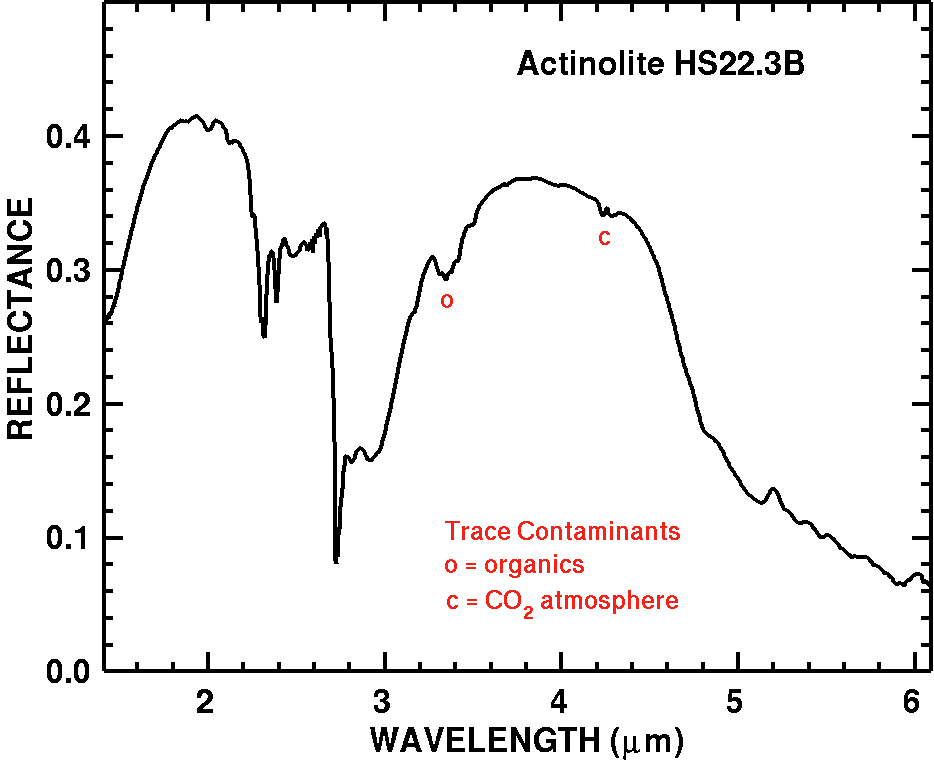 Actinolite HS22.3B
0.4
0.3
0.2
0.1
0.0
REFLECTANCE
c
o
Trace Contaminants
o = organics
c = CO₂ atmosphere
2 3 4 5 6
WAVELENGTH (μm)